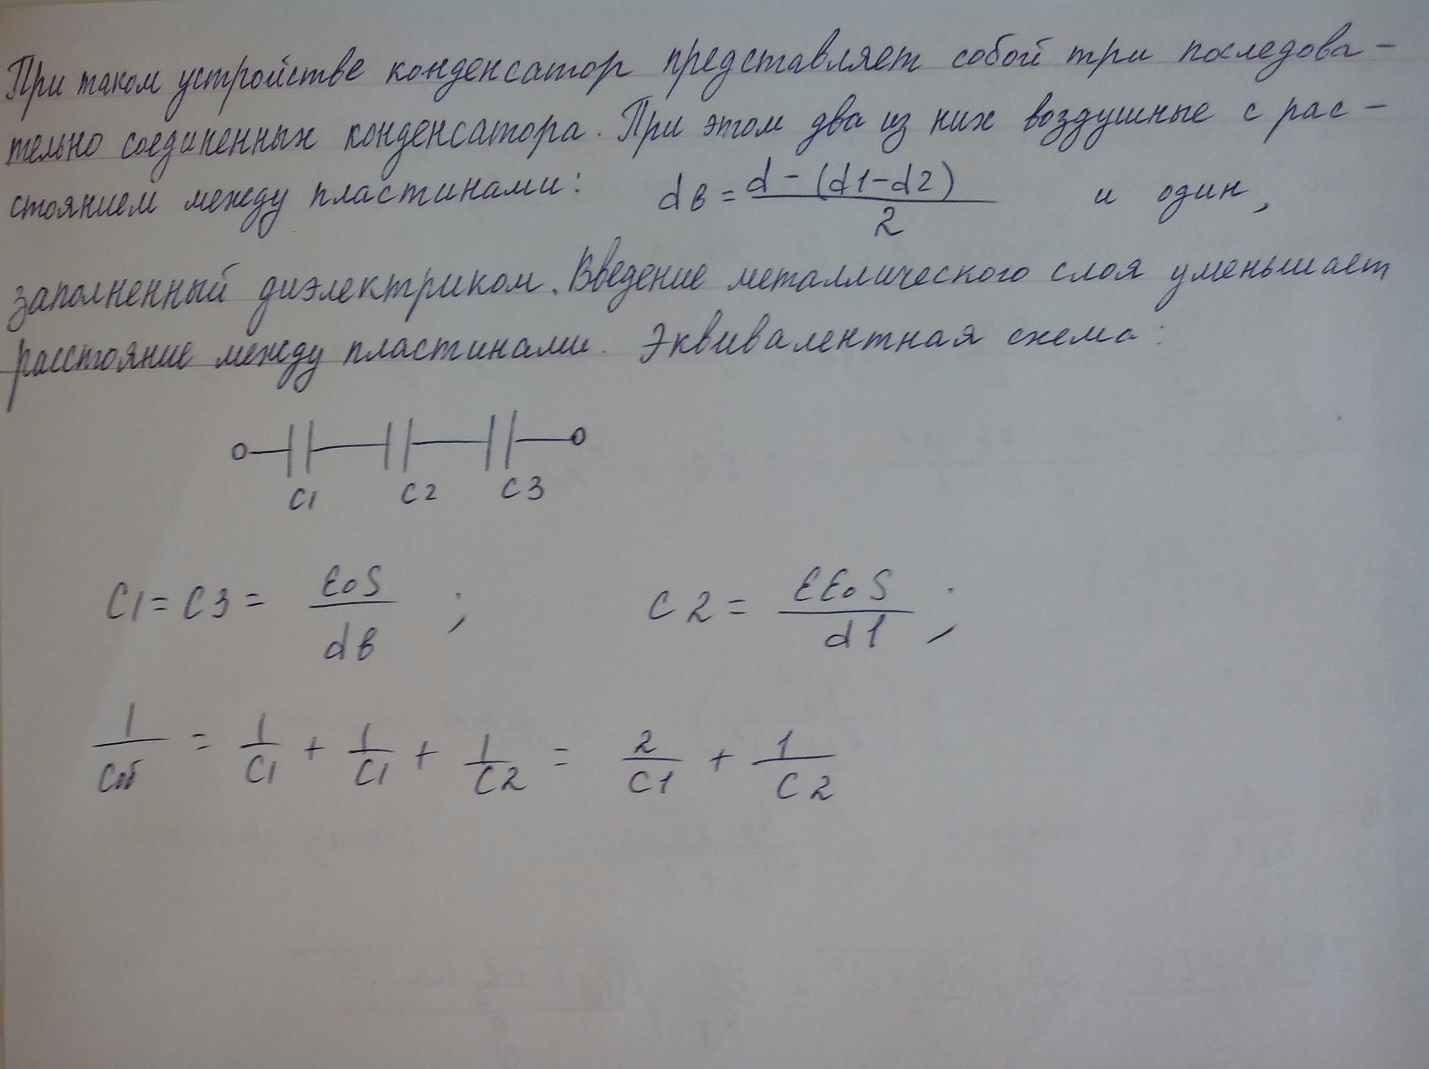 При таком устройстве конденсатор представляет собой три последова-
тельно соединенных конденсатора. При этом два из них воздушные с рас-
стоянием между пластинами: dв = (d - (d1-d2))/2 и один,
заполненный диэлектриком. Введение металлического слоя уменьшает
расстояние между пластинами. Эквивалентная схема:
C1 C2 C3
C1 = C3 = ε₀S/dв ; C2 = εε₀S/d1 ;
1/Cоб = 1/C1 + 1/C1 + 1/C2 = 2/C1 + 1/C2